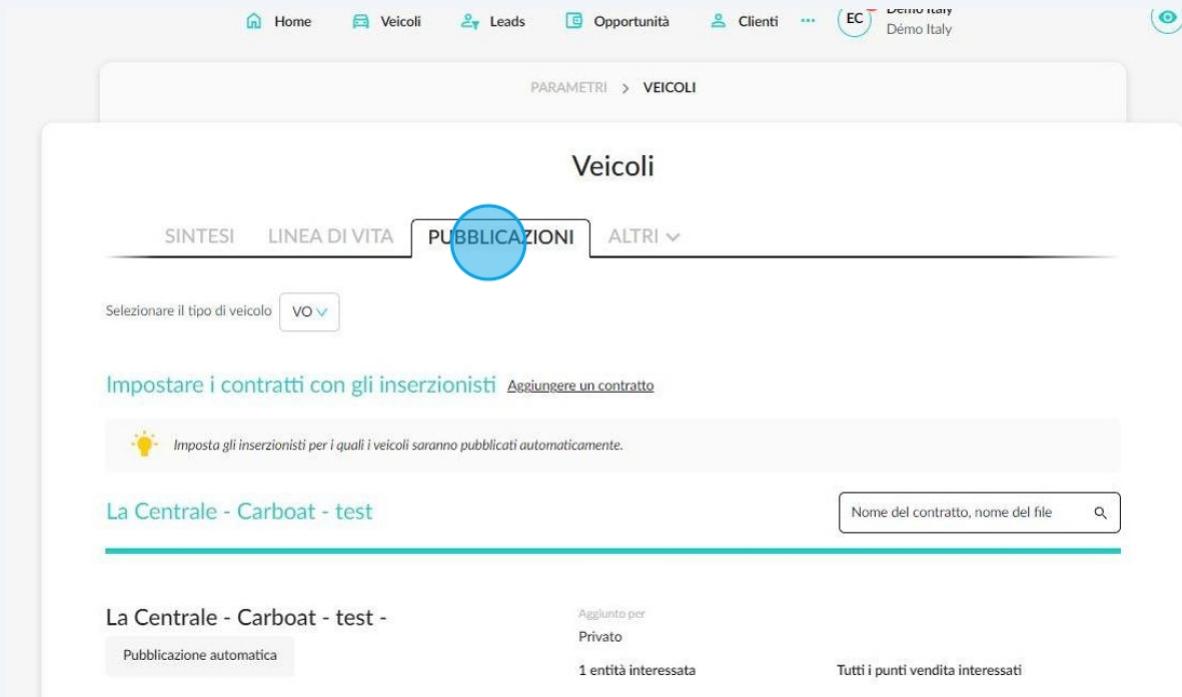 Home Veicoli Leads Opportunità Clienti ... EC Demo Italy
Démo Italy
PARAMETRI > VEICOLI
Veicoli
SINTESI LINEA DI VITA PUBBLICAZIONI ALTRI
Selezionare il tipo di veicolo VO
Impostare i contratti con gli inserzionisti Aggiungere un contratto
Imposta gli inserzionisti per i quali i veicoli saranno pubblicati automaticamente.
La Centrale - Carboat - test Nome del contratto, nome del file
La Centrale - Carboat - test - Aggiunto per
Privato
Pubblicazione automatica
1 entità interessata Tutti i punti vendita interessati